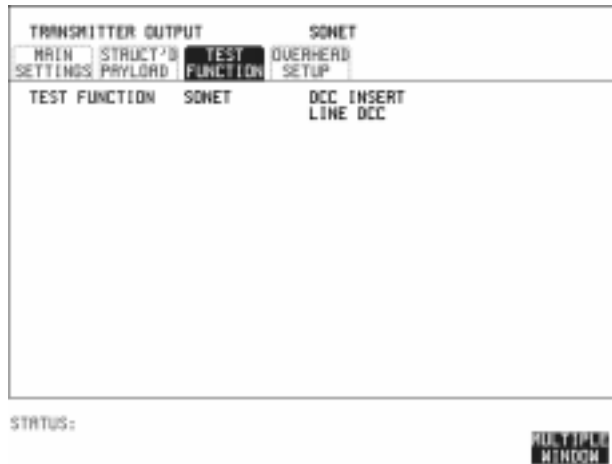 TRANSMITTER OUTPUT SONET
MAIN SETTINGS STRUCT'D PAYLOAD TEST FUNCTION OVERHEAD SETUP
TEST FUNCTION SONET DCC INSERT
LINE DCC
STATUS:
MULTIPLE
WINDOW